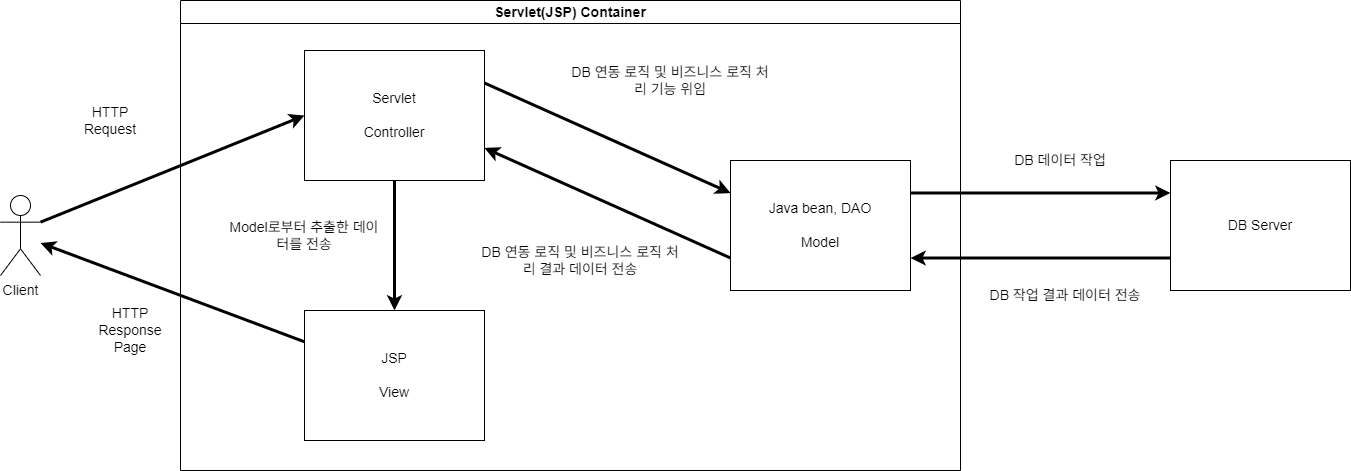 Servlet(JSP) Container
HTTP
Request
Servlet
Controller
DB 연동 로직 및 비즈니스 로직 처
리 기능 위임
Java bean, DAO
Model
DB 데이터 작업
DB Server
DB 작업 결과 데이터 전송
DB 연동 로직 및 비즈니스 로직 처
리 결과 데이터 전송
Model로부터 추출한 데이
터를 전송
JSP
View
HTTP
Response
Page
Client